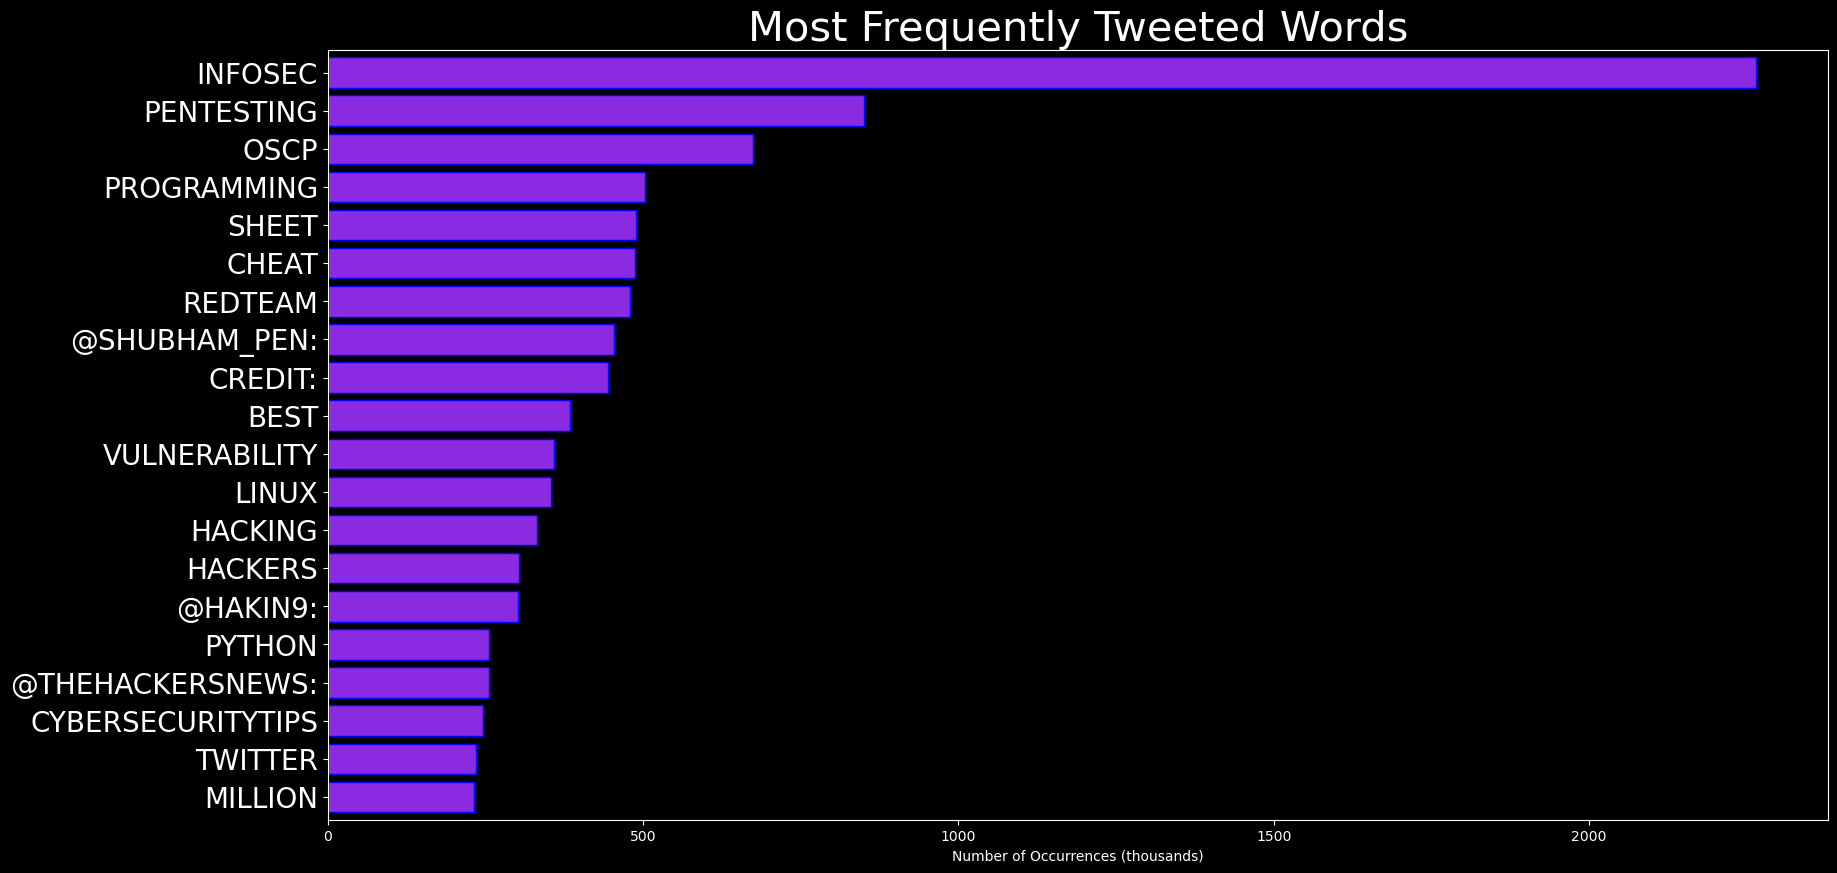 Most Frequently Tweeted Words
INFOSEC
PENTESTING
OSCP
PROGRAMMING
SHEET
CHEAT
REDTEAM
@SHUBHAM_PEN:
CREDIT:
BEST
VULNERABILITY
LINUX
HACKING
HACKERS
@HAKIN9:
PYTHON
@THEHACKERSNEWS:
CYBERSECURITYTIPS
TWITTER
MILLION
0 500 1000 1500 2000
Number of Occurrences (thousands)